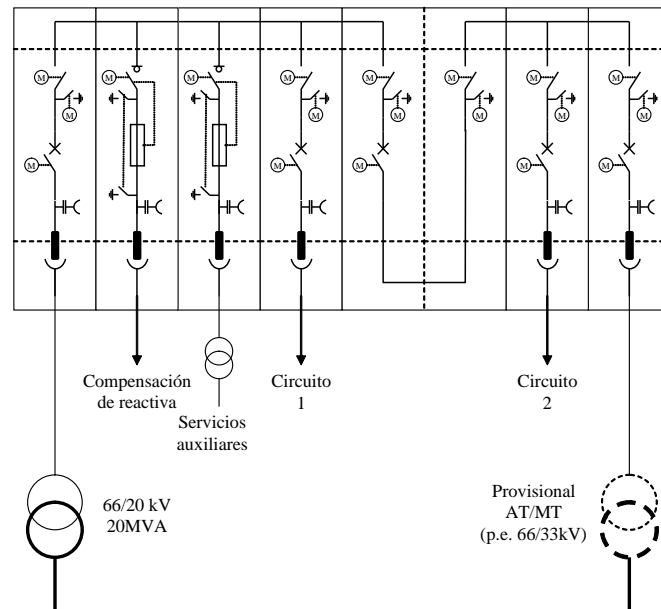 M M M M M M M M
M M M M M
M M M M M
Compensación
de reactiva
Servicios
auxiliares
Circuito
1
Circuito
2
66/20 kV
20MVA
Provisional
AT/MT
(p.e. 66/33kV)